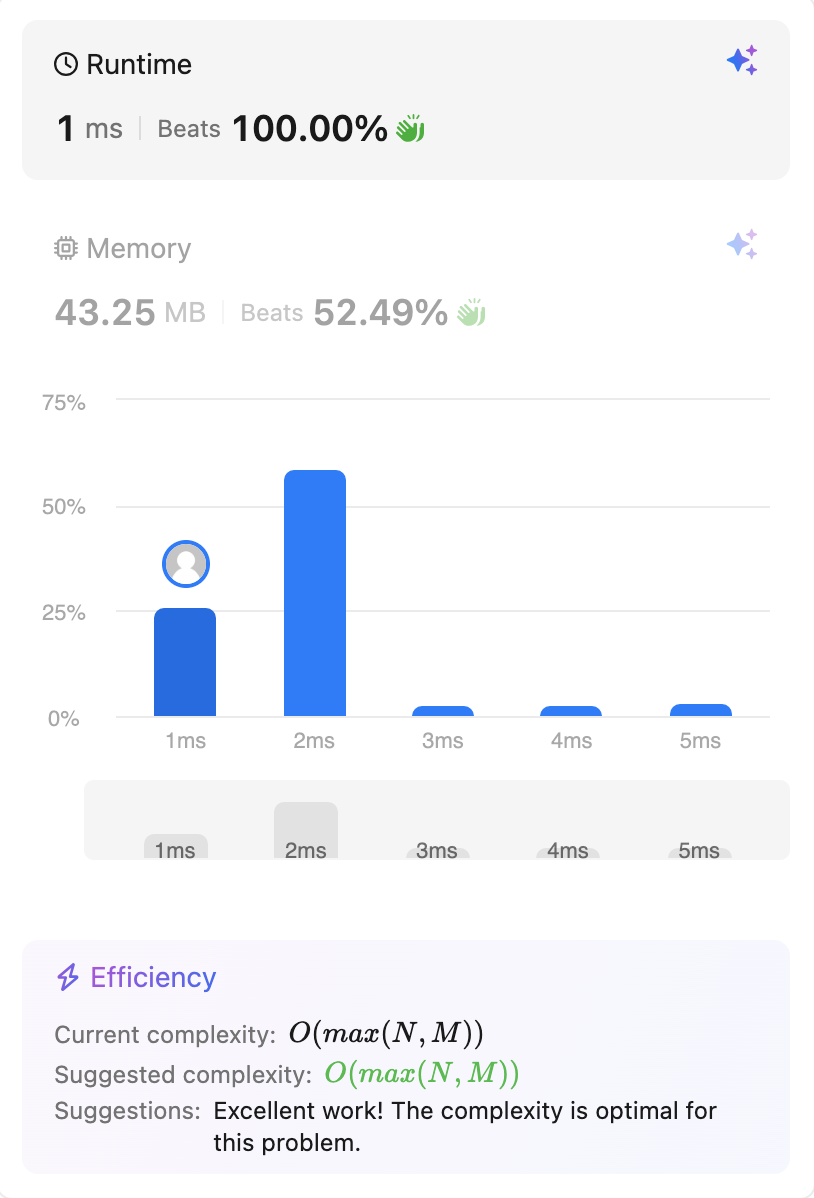 Runtime
1 ms | Beats 100.00%
Memory
43.25 MB | Beats 52.49%
75%
50%
25%
0%
1ms 2ms 3ms 4ms 5ms
1ms 2ms 3ms 4ms 5ms
Efficiency
Current complexity: O(max(N, M))
Suggested complexity: O(max(N, M))
Suggestions: Excellent work! The complexity is optimal for
this problem.